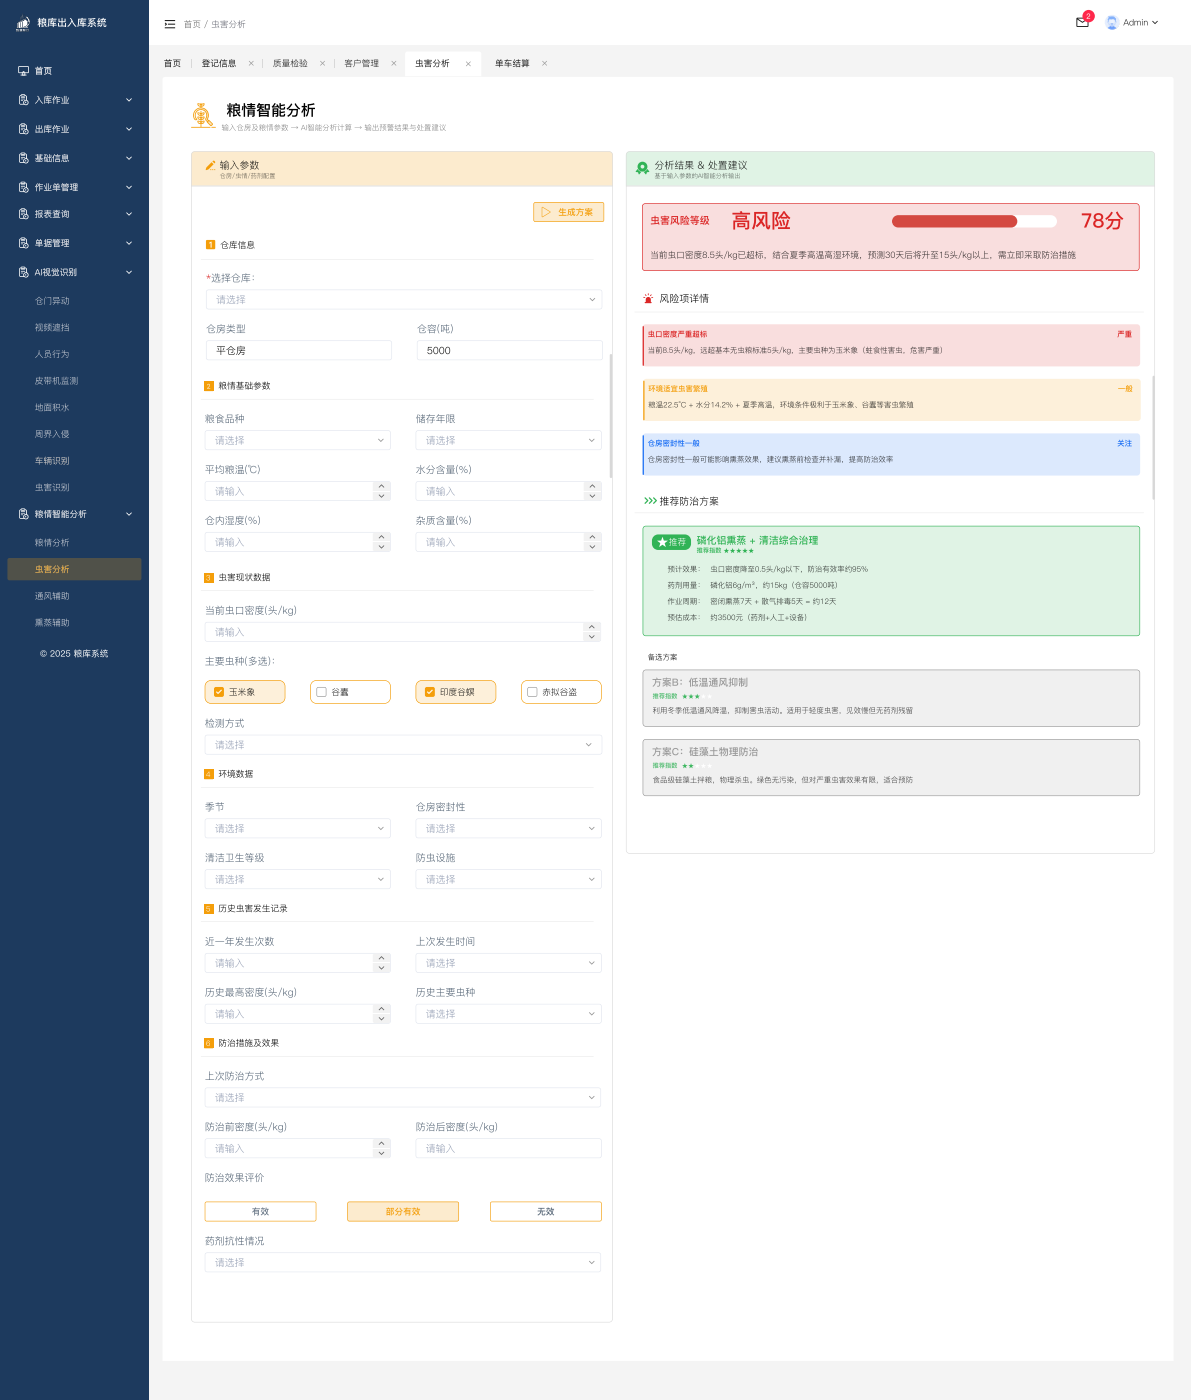 粮库出入库系统
首页 / 虫害分析
2
Admin
首页
登记信息 ×
质量检验 ×
客户管理 ×
虫害分析 ×
单车结算 ×
首页
入库作业
出库作业
基础信息
作业单管理
报表查询
单据管理
AI视觉识别
仓门异动
视频遮挡
人员行为
皮带机监测
地面积水
周界入侵
车辆识别
虫害识别
粮情智能分析
粮情分析
虫害分析
通风辅助
熏蒸辅助
© 2025 粮库系统
粮情智能分析
输入仓房及粮情参数 → AI智能分析计算 → 输出预警结果与处置建议
输入参数
仓房/虫情/药剂配置
生成方案
1 仓库信息
*选择仓库:
请选择
仓房类型
仓容(吨)
平仓房
5000
2 粮情基础参数
粮食品种
储存年限
请选择
请选择
平均粮温(℃)
水分含量(%)
请输入
请输入
仓内湿度(%)
杂质含量(%)
请输入
请输入
3 虫害现状数据
当前虫口密度(头/kg)
请输入
主要虫种(多选):
玉米象
谷蠹
印度谷螟
赤拟谷盗
检测方式
请选择
4 环境数据
季节
仓房密封性
请选择
请选择
清洁卫生等级
防虫设施
请选择
请选择
5 历史虫害发生记录
近一年发生次数
上次发生时间
请输入
请选择
历史最高密度(头/kg)
历史主要虫种
请输入
请选择
6 防治措施及效果
上次防治方式
请选择
防治前密度(头/kg)
防治后密度(头/kg)
请输入
请输入
防治效果评价
有效
部分有效
无效
药剂抗性情况
请选择
分析结果 & 处置建议
基于输入参数的AI智能分析输出
虫害风险等级
高风险
78分
当前虫口密度8.5头/kg已超标，结合夏季高温高湿环境，预测30天后将升至15头/kg以上，需立即采取防治措施
风险项详情
虫口密度严重超标
严重
当前8.5头/kg，远超基本无虫粮标准5头/kg，主要虫种为玉米象（蛀食性害虫，危害严重）
环境适宜虫害繁殖
一般
粮温22.5℃ + 水分14.2% + 夏季高温，环境条件极利于玉米象、谷蠹等害虫繁殖
仓房密封性一般
关注
仓房密封性一般可能影响熏蒸效果，建议熏蒸前检查并补漏，提高防治效率
推荐防治方案
★推荐
磷化铝熏蒸 + 清洁综合治理
推荐指数 ★★★★★
预计效果: 虫口密度降至0.5头/kg以下，防治有效率约95%
药剂用量: 磷化铝6g/m³，约15kg（仓容5000吨）
作业周期: 密闭熏蒸7天 + 散气排毒5天 = 约12天
预估成本: 约3500元（药剂+人工+设备）
备选方案
方案B：低温通风抑制
推荐指数 ★★★★★
利用冬季低温通风降温，抑制害虫活动。适用于轻度虫害、见效慢但无药剂残留
方案C：硅藻土物理防治
推荐指数 ★★★★★
食品级硅藻土拌粮，物理杀虫。绿色无污染，但对严重虫害效果有限，适合预防